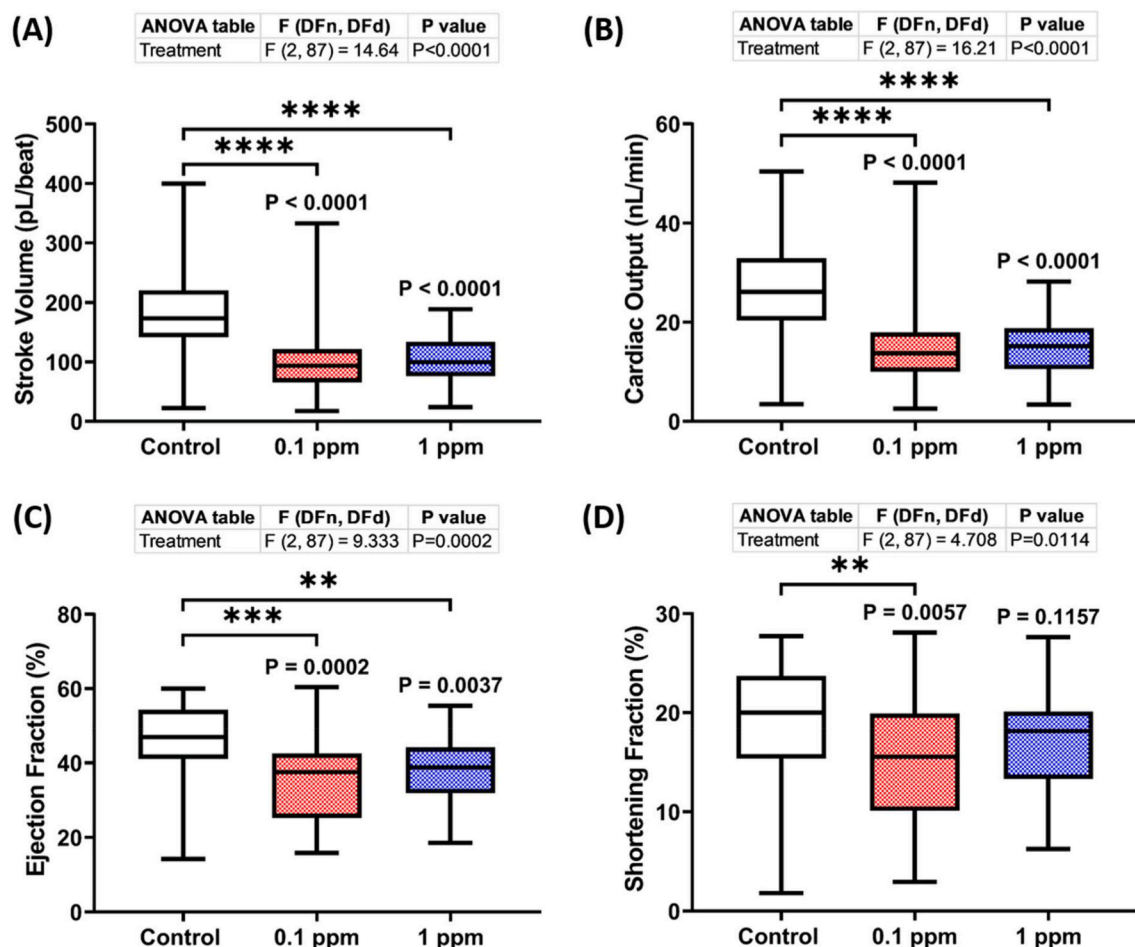 (A)
ANOVA table F (DFn, DFd) P value
Treatment F (2, 87) = 14.64 P<0.0001
****
****
P < 0.0001
P < 0.0001
Stroke Volume (pL/beat)
500
400
300
200
100
0
Control 0.1 ppm 1 ppm
(B)
ANOVA table F (DFn, DFd) P value
Treatment F (2, 87) = 16.21 P<0.0001
****
****
P < 0.0001
P < 0.0001
Cardiac Output (nL/min)
60
40
20
0
Control 0.1 ppm 1 ppm
(C)
ANOVA table F (DFn, DFd) P value
Treatment F (2, 87) = 9.333 P=0.0002
**
***
P = 0.0002
P = 0.0037
Ejection Fraction (%)
80
60
40
20
0
Control 0.1 ppm 1 ppm
(D)
ANOVA table F (DFn, DFd) P value
Treatment F (2, 87) = 4.708 P=0.0114
**
P = 0.0057 P = 0.1157
Shortening Fraction (%)
30
20
10
0
Control 0.1 ppm 1 ppm